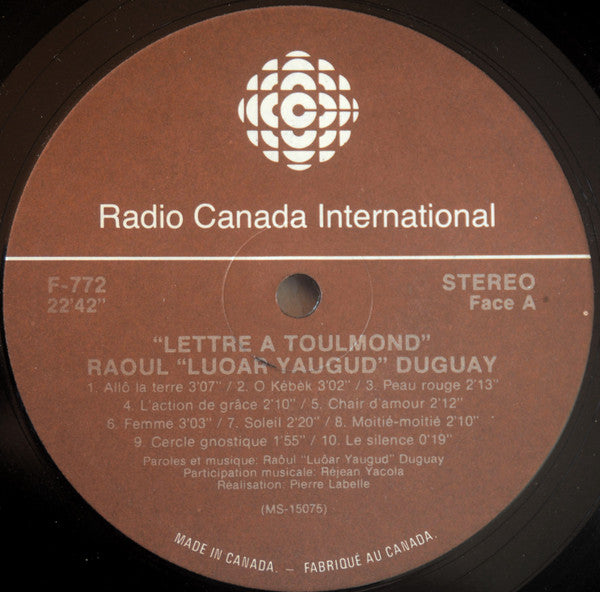 Radio Canada International
F-772
22'42"
STEREO
Face A
"LETTRE A TOULMOND"
RAOUL "LUOAR YAUGUD" DUGUAY
1. Allô la terre 3'07" / 2. O Kébèk 3'02" / 3. Peau rouge 2'13"
4. L'action de grâce 2'10" / 5. Chair d'amour 2'12"
6. Femme 3'03" / 7. Soleil 2'20" / 8. Moitié-moitié 2'10"
9. Cercle gnostique 1'55" / 10. Le silence 0'19"
Paroles et musique: Raôul "Luôar Yaugud" Duguay
Participation musicale: Réjean Yacola
Réalisation: Pierre Labelle
(MS-15075)
MADE IN CANADA. – FABRIQUÉ AU CANADA.